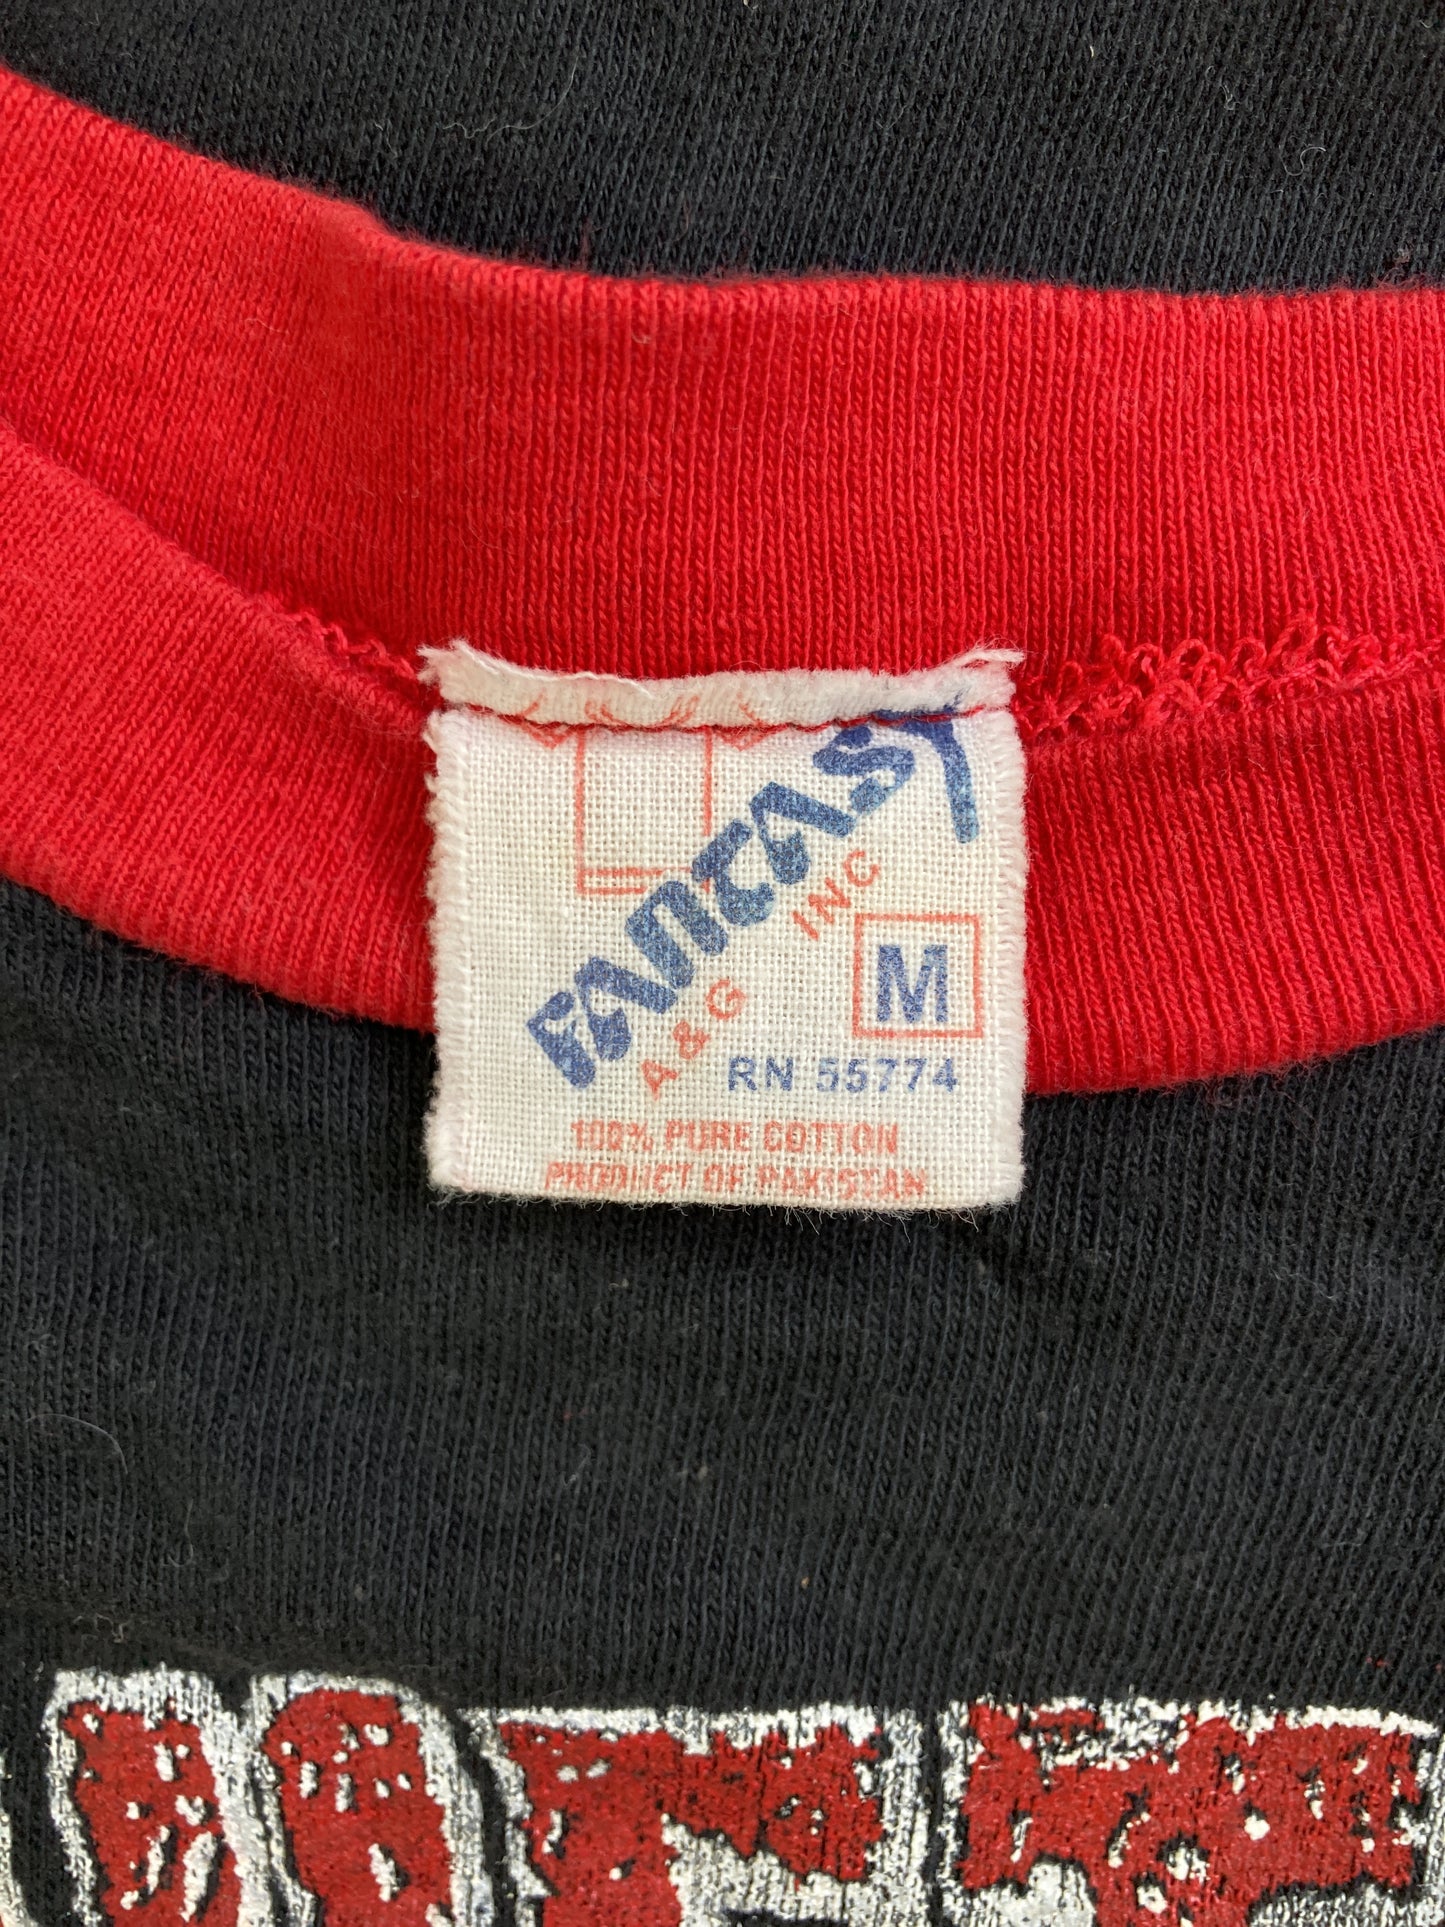 FANTASY
A & G INC
M
RN 55774
100% PURE COTTON
PRODUCT OF PAKISTAN